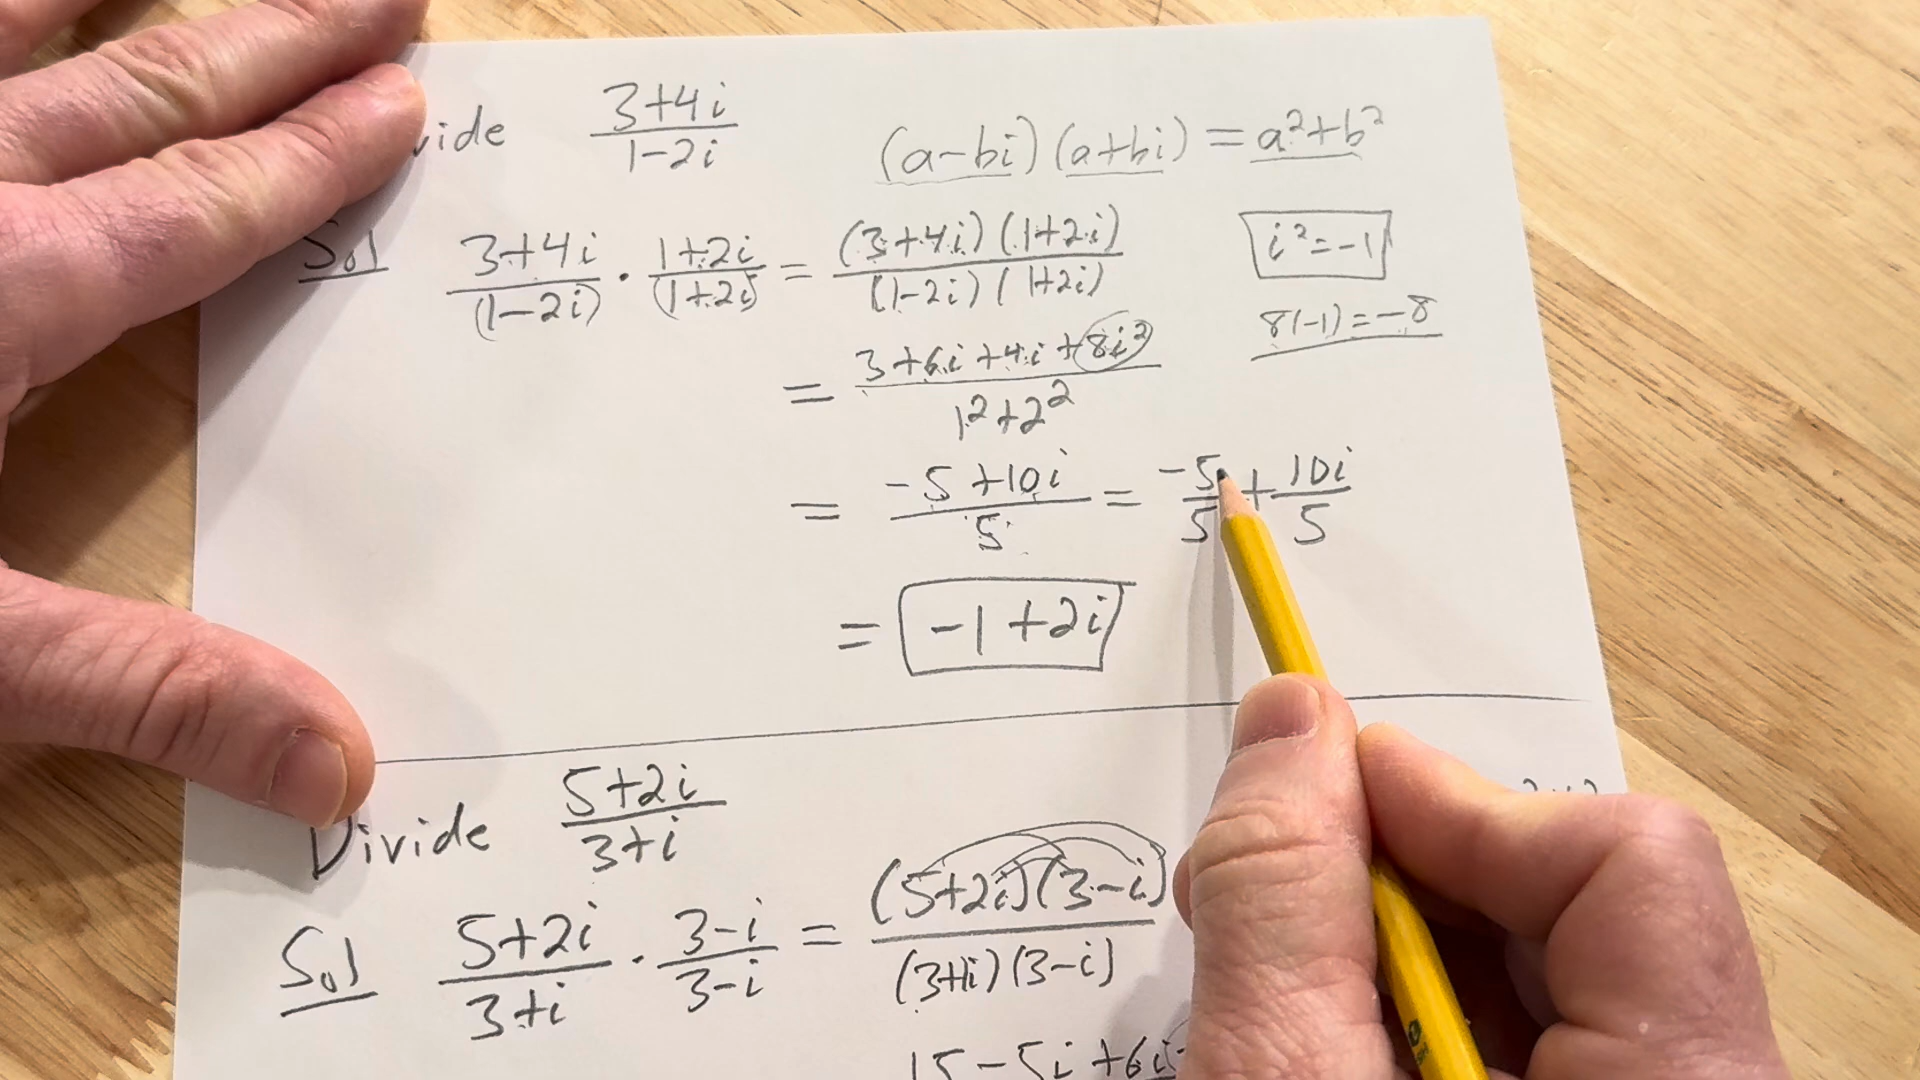 vide (3+4i)/(1-2i) (a-bi)(a+bi) = a²+b²
Sol (3+4i)/(1-2i) · (1+2i)/(1+2i) = (3+4i)(1+2i)/(1-2i)(1+2i) i²=-1
= (3+6i+4i+8i²)/(1²+2²) 8(-1)=-8
= (-5+10i)/5 = -5/5 + 10i/5
= -1+2i
Divide (5+2i)/(3+i)
Sol (5+2i)/(3+i) · (3-i)/(3-i) = (5+2i)(3-i)/(3+1i)(3-i)
15-5i+6i